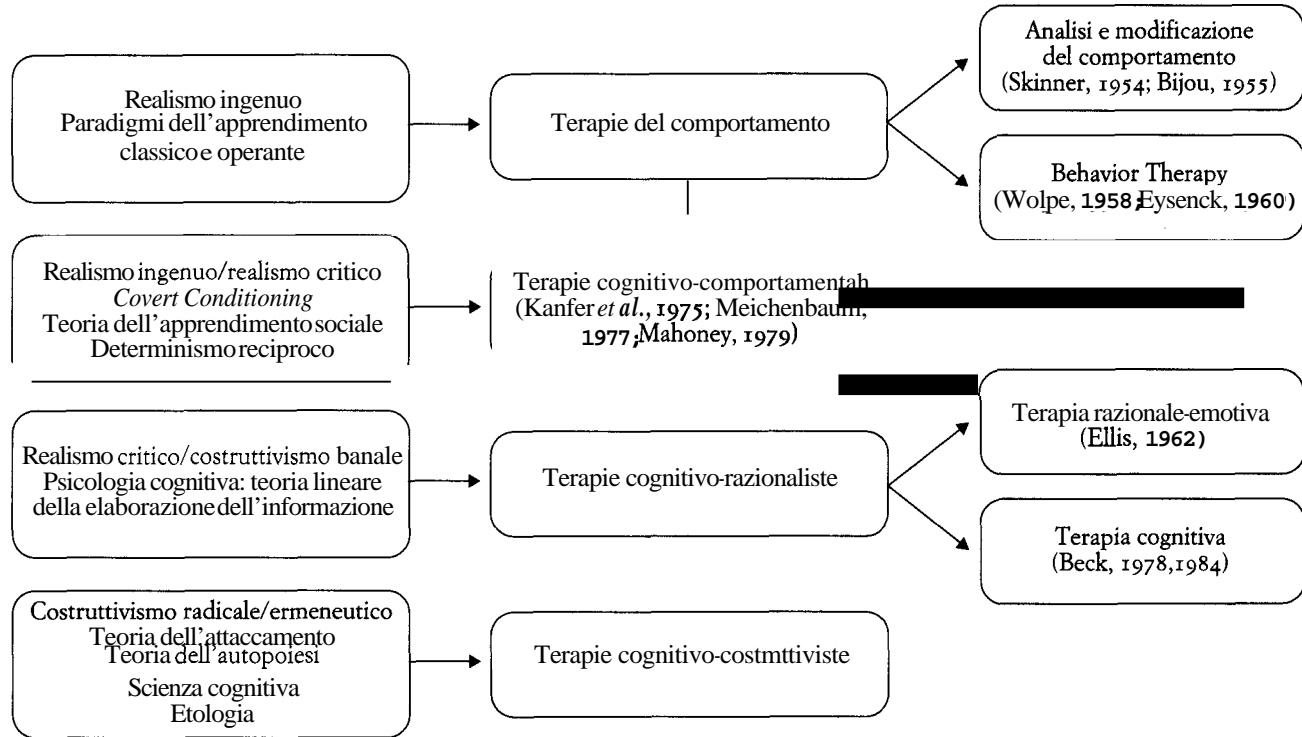 Realismo ingenuo
Paradigmi dell'apprendimento
classico e operante
Terapie del comportamento
Analisi e modificazione
del comportamento
(Skinner, 1954; Bijou, 1955)
Behavior Therapy
(Wolpe, 1958; Eysenck, 1960)
Realismo ingenuo/realismo critico
Covert Conditioning
Teoria dell'apprendimento sociale
Determinismo reciproco
Terapie cognitivo-comportamentah
(Kanfer et al., 1975; Meichenbaum,
1977; Mahoney, 1979)
Realismo critico/costruttivismo banale
Psicologia cognitiva: teoria lineare
della elaborazione dell'informazione
Terapie cognitivo-razionaliste
Terapia razionale-emotiva
(Ellis, 1962)
Terapia cognitiva
(Beck, 1978,1984)
Costruttivismo radicale/ermeneutico
Teoria dell'attaccamento
Teoria dell'autopoiesi
Scienza cognitiva
Etologia
Terapie cognitivo-costmttiviste